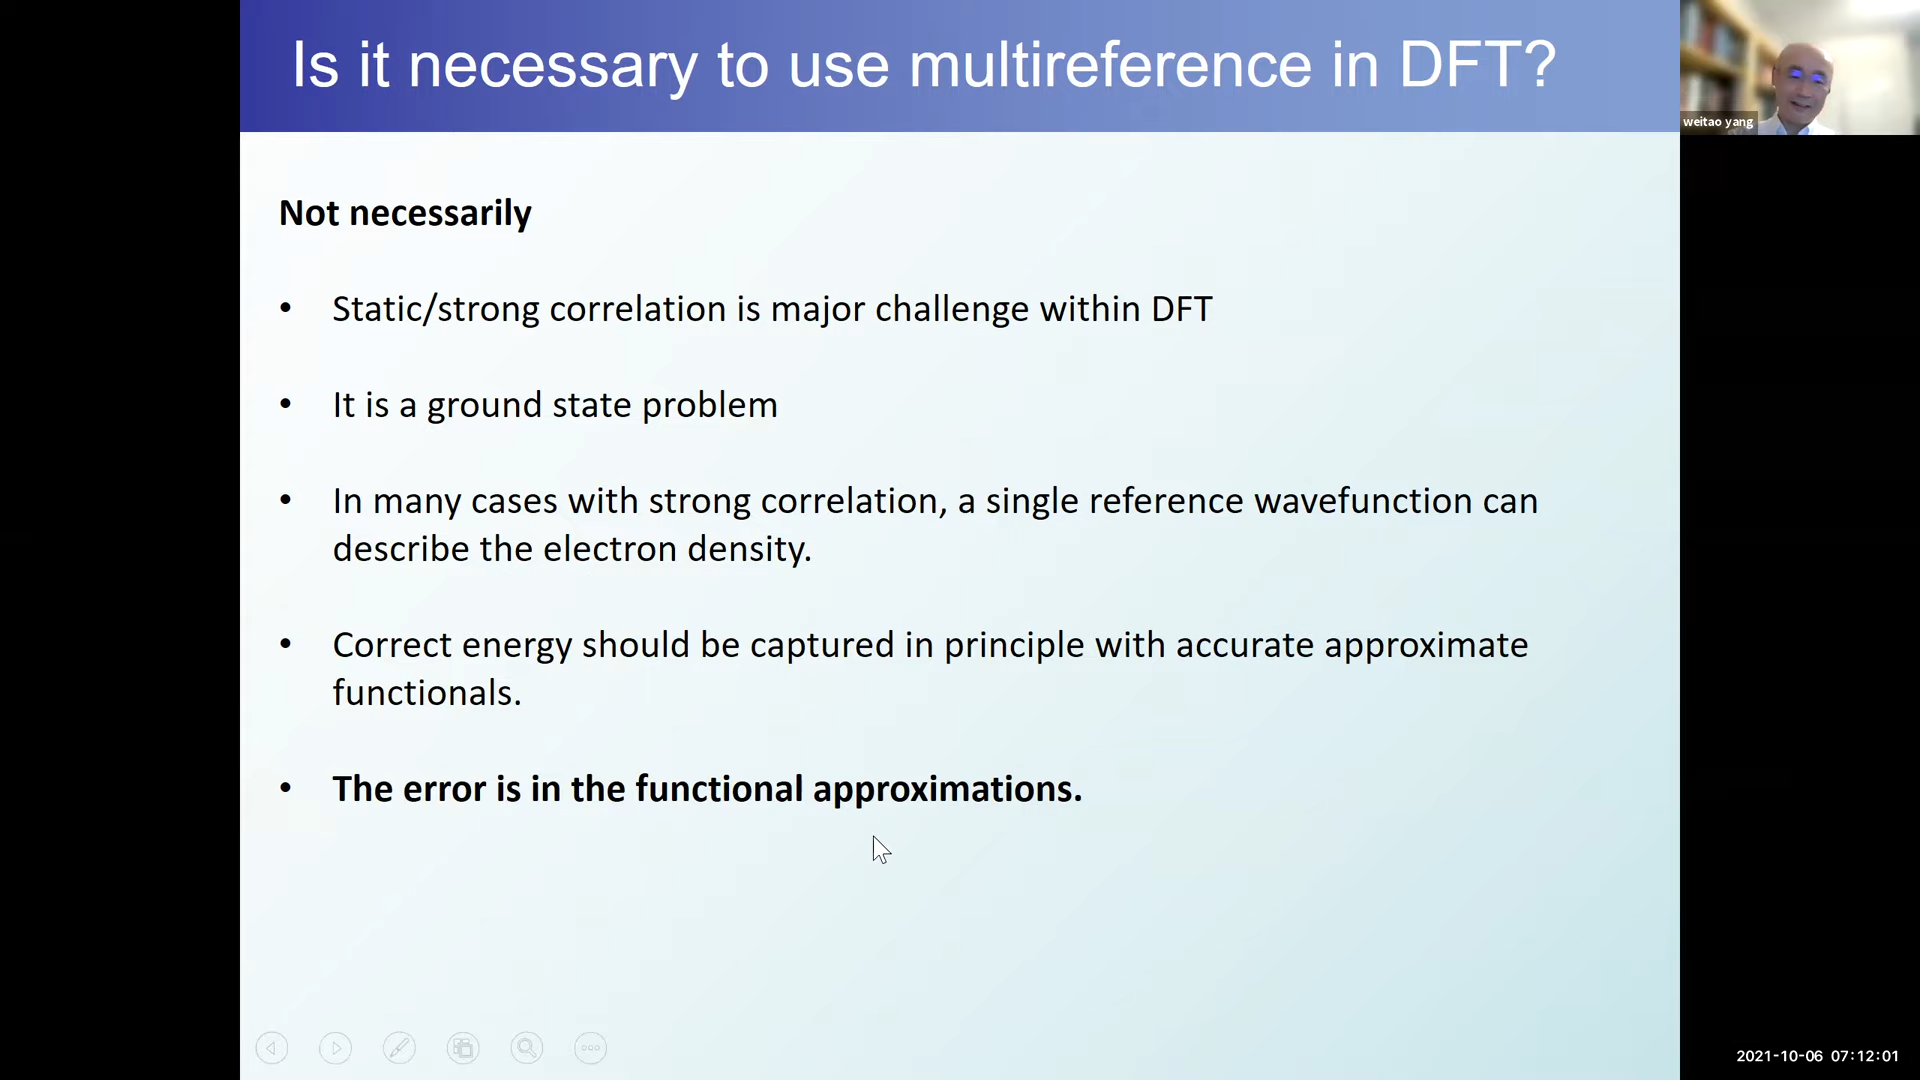 Is it necessary to use multireference in DFT?
weitao yang
Not necessarily
• Static/strong correlation is major challenge within DFT
• It is a ground state problem
• In many cases with strong correlation, a single reference wavefunction can
describe the electron density.
• Correct energy should be captured in principle with accurate approximate
functionals.
• The error is in the functional approximations.
2021-10-06 07:12:01